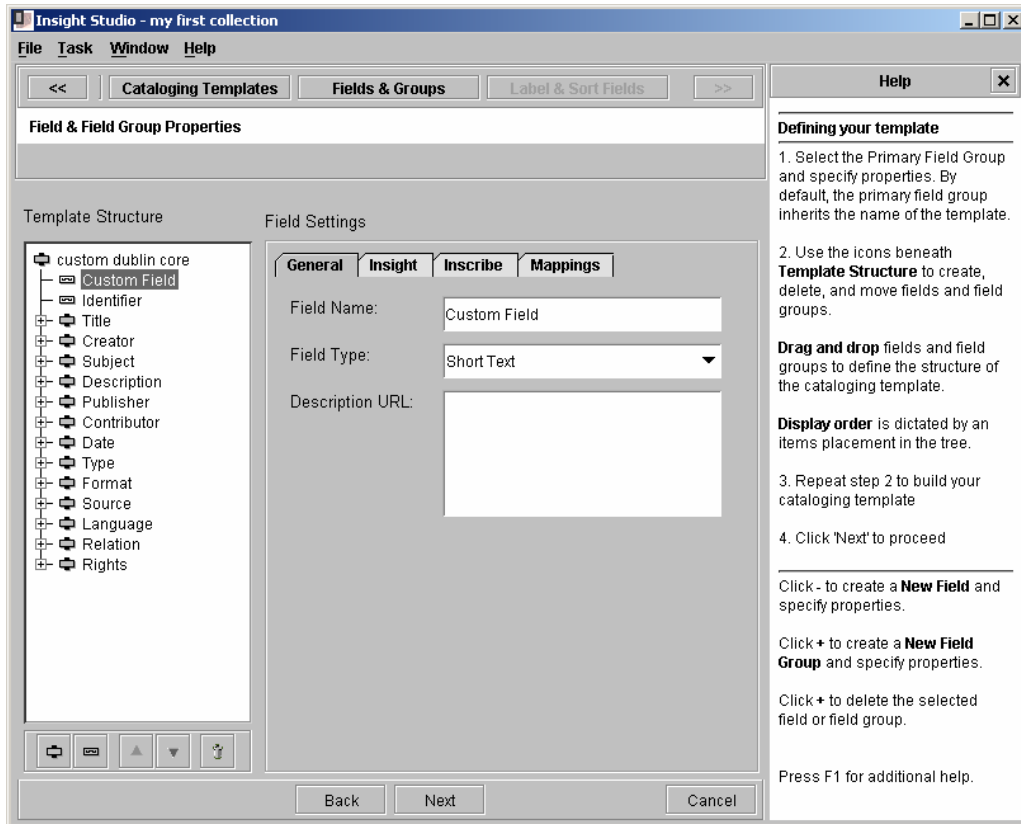 Insight Studio - my first collection
File Task Window Help
<< Cataloging Templates Fields & Groups Label & Sort Fields >>
Field & Field Group Properties
Template Structure
custom dublin core
Custom Field
Identifier
Title
Creator
Subject
Description
Publisher
Contributor
Date
Type
Format
Source
Language
Relation
Rights
Field Settings
General Insight Inscribe Mappings
Field Name: Custom Field
Field Type: Short Text
Description URL:
Back Next Cancel
Help
Defining your template
1. Select the Primary Field Group
and specify properties. By
default, the primary field group
inherits the name of the template.
2. Use the icons beneath
Template Structure to create,
delete, and move fields and field
groups.
Drag and drop fields and field
groups to define the structure of
the cataloging template.
Display order is dictated by an
items placement in the tree.
3. Repeat step 2 to build your
cataloging template
4. Click 'Next' to proceed
Click - to create a New Field and
specify properties.
Click + to create a New Field
Group and specify properties.
Click + to delete the selected
field or field group.
Press F1 for additional help.